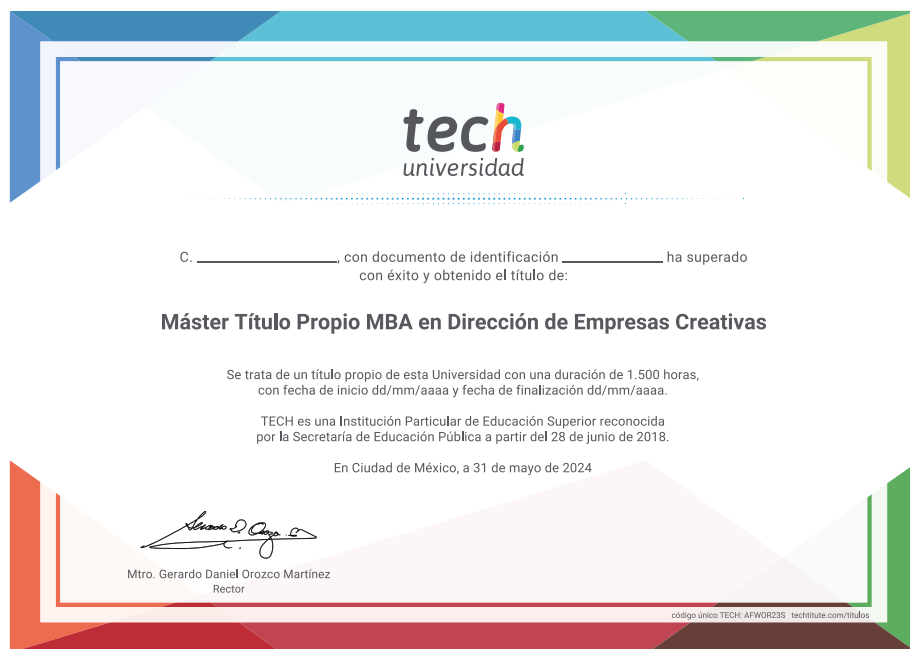 tech
universidad
C. ____________, con documento de identificación __________ ha superado
con éxito y obtenido el título de:
Máster Título Propio MBA en Dirección de Empresas Creativas
Se trata de un título propio de esta Universidad con una duración de 1.500 horas,
con fecha de inicio dd/mm/aaaa y fecha de finalización dd/mm/aaaa.
TECH es una Institución Particular de Educación Superior reconocida
por la Secretaría de Educación Pública a partir del 28 de junio de 2018.
En Ciudad de México, a 31 de mayo de 2024
Mtro. Gerardo Daniel Orozco Martínez
Rector
código único TECH: AFWOR23S techtitute.com/titulos